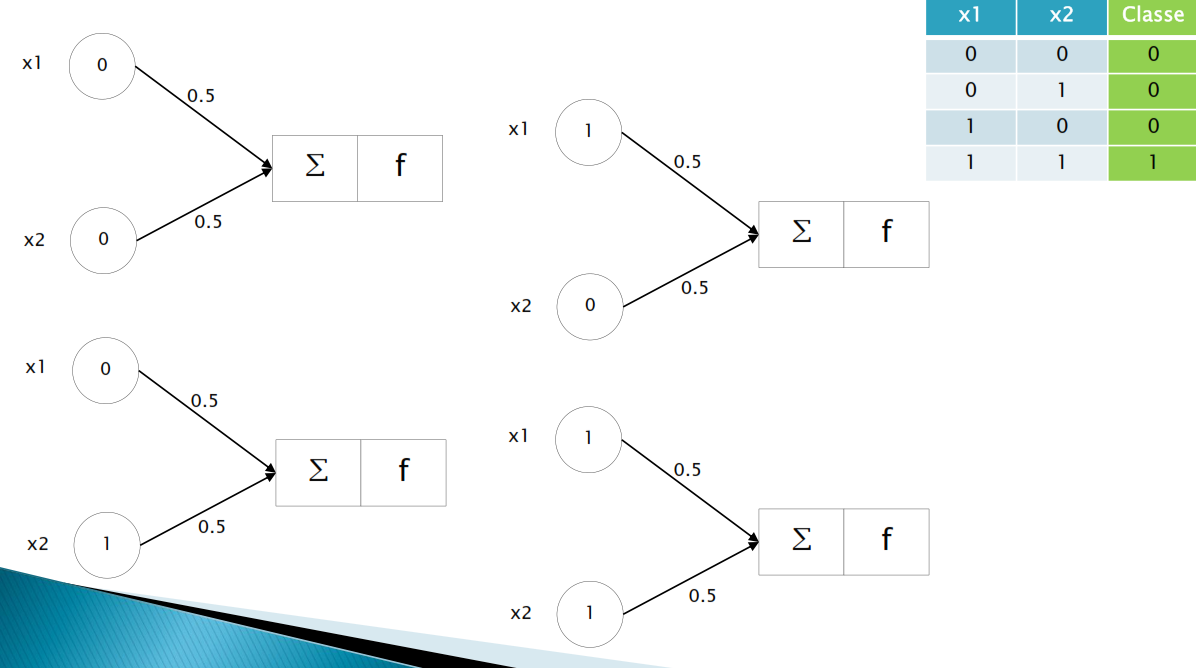 x1 0 0.5
Σ f
x2 0 0.5
x1 0 0.5
Σ f
x2 1 0.5
x1 1 0.5
Σ f
x2 0 0.5
x1 1 0.5
Σ f
x2 1 0.5
x1 x2 Classe
0 0 0
0 1 0
1 0 0
1 1 1